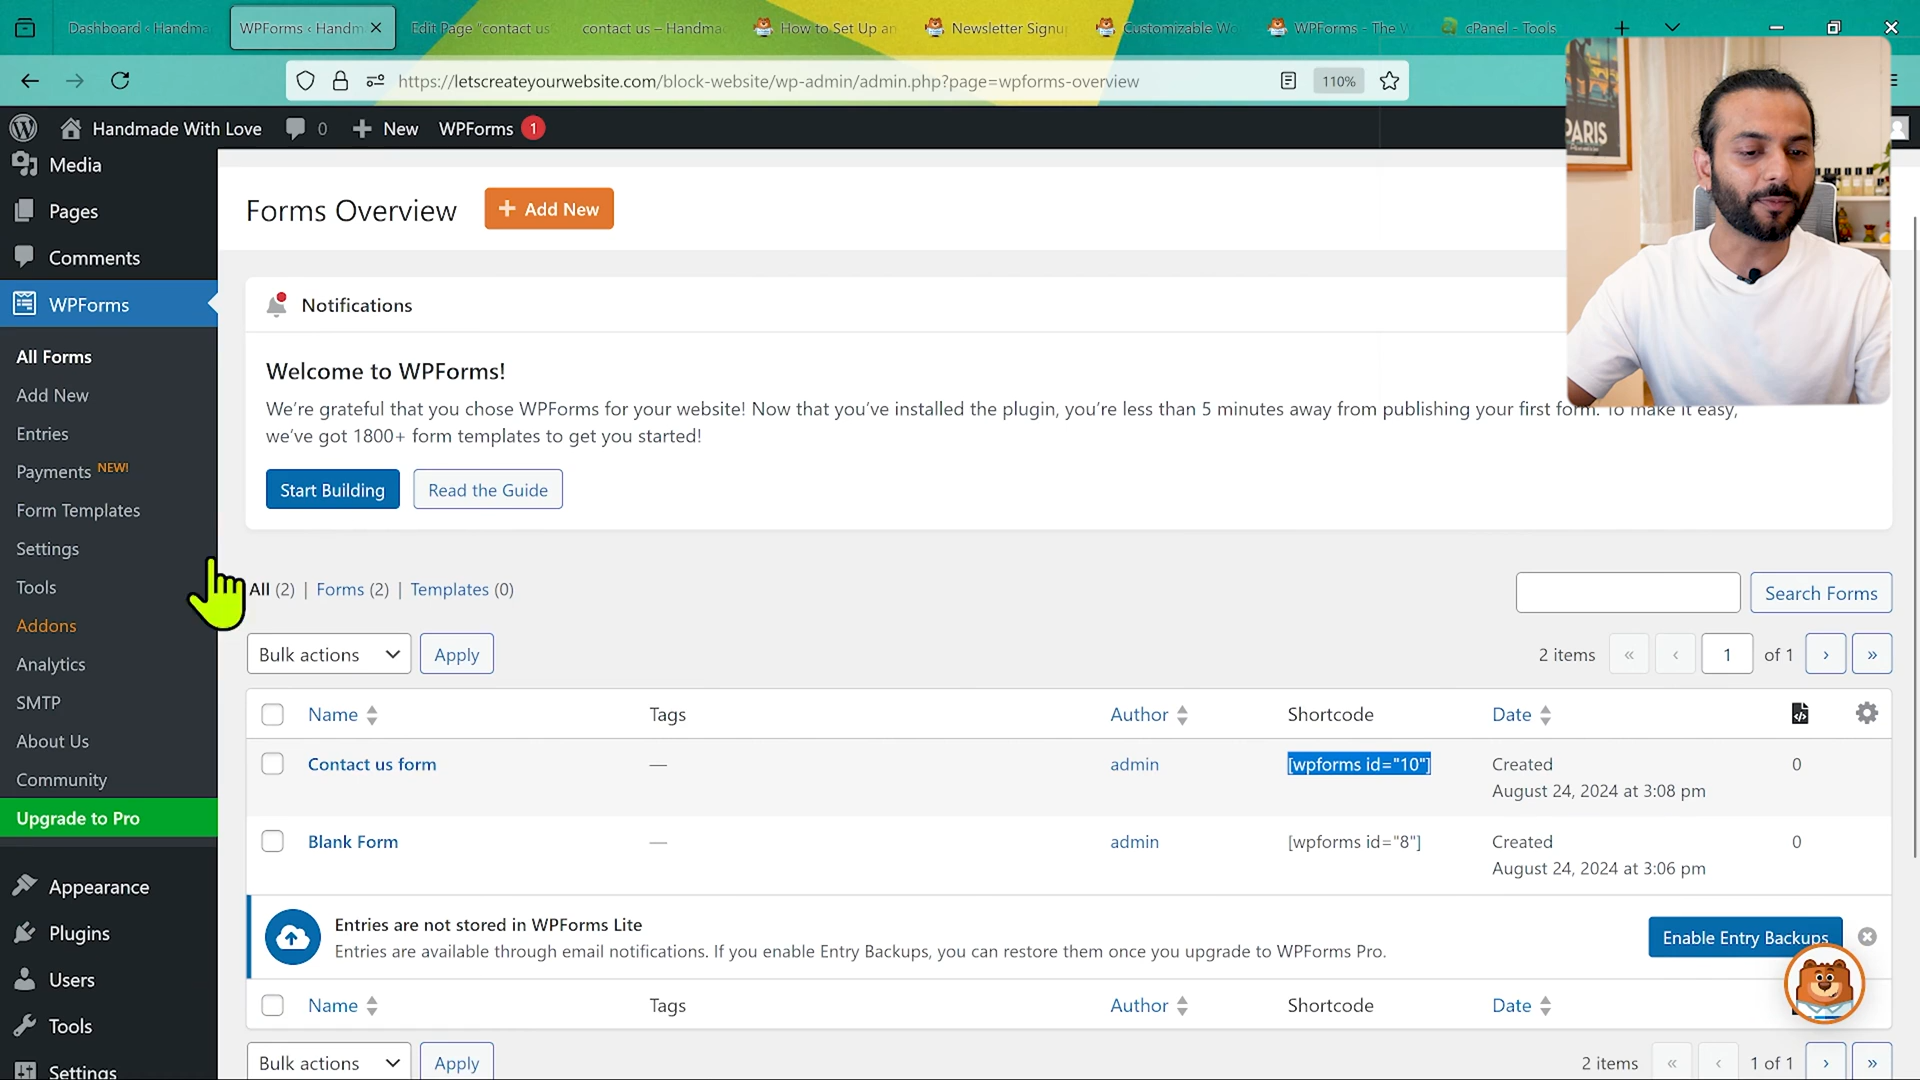 Dashboard ‹ Handma
WPForms ‹ Handm
Edit Page "contact us
contact us – Handma
How to Set Up an
Newsletter Signu
Customizable Wo
WPForms - The W
cPanel - Tools
https://letscreateyourwebsite.com/block-website/wp-admin/admin.php?page=wpforms-overview
110%
Handmade With Love
0
New
WPForms 1
PARIS
Media
Pages
Comments
WPForms
All Forms
Add New
Entries
Payments NEW!
Form Templates
Settings
Tools
Addons
Analytics
SMTP
About Us
Community
Upgrade to Pro
Appearance
Plugins
Users
Tools
Settings
Forms Overview
+ Add New
Notifications
Welcome to WPForms!
We're grateful that you chose WPForms for your website! Now that you've installed the plugin, you're less than 5 minutes away from publishing your first form. To make it easy,
we've got 1800+ form templates to get you started!
Start Building
Read the Guide
All (2) | Forms (2) | Templates (0)
Search Forms
Bulk actions
Apply
2 items « ‹ 1 of 1 › »
Name Tags Author Shortcode Date
Contact us form — admin [wpforms id="10"] Created 0
August 24, 2024 at 3:08 pm
Blank Form — admin [wpforms id="8"] Created 0
August 24, 2024 at 3:06 pm
Entries are not stored in WPForms Lite
Entries are available through email notifications. If you enable Entry Backups, you can restore them once you upgrade to WPForms Pro.
Enable Entry Backups
Name Tags Author Shortcode Date
Bulk actions
Apply
2 items « ‹ 1 of 1 › »